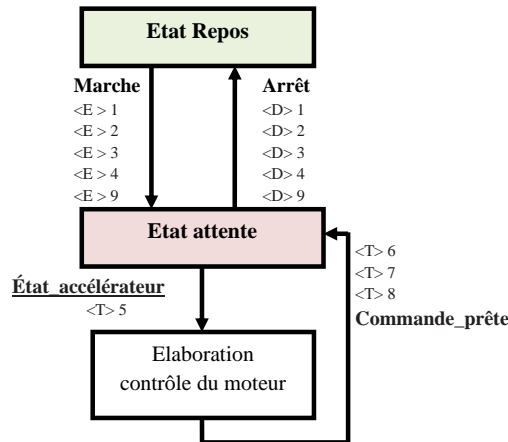 Etat Repos
Marche
<E > 1
<E > 2
<E > 3
<E > 4
<E > 9
Arrêt
<D> 1
<D> 2
<D> 3
<D> 4
<D> 9
Etat attente
État_accélérateur
<T> 5
<T> 6
<T> 7
<T> 8
Commande_prête
Elaboration
contrôle du moteur